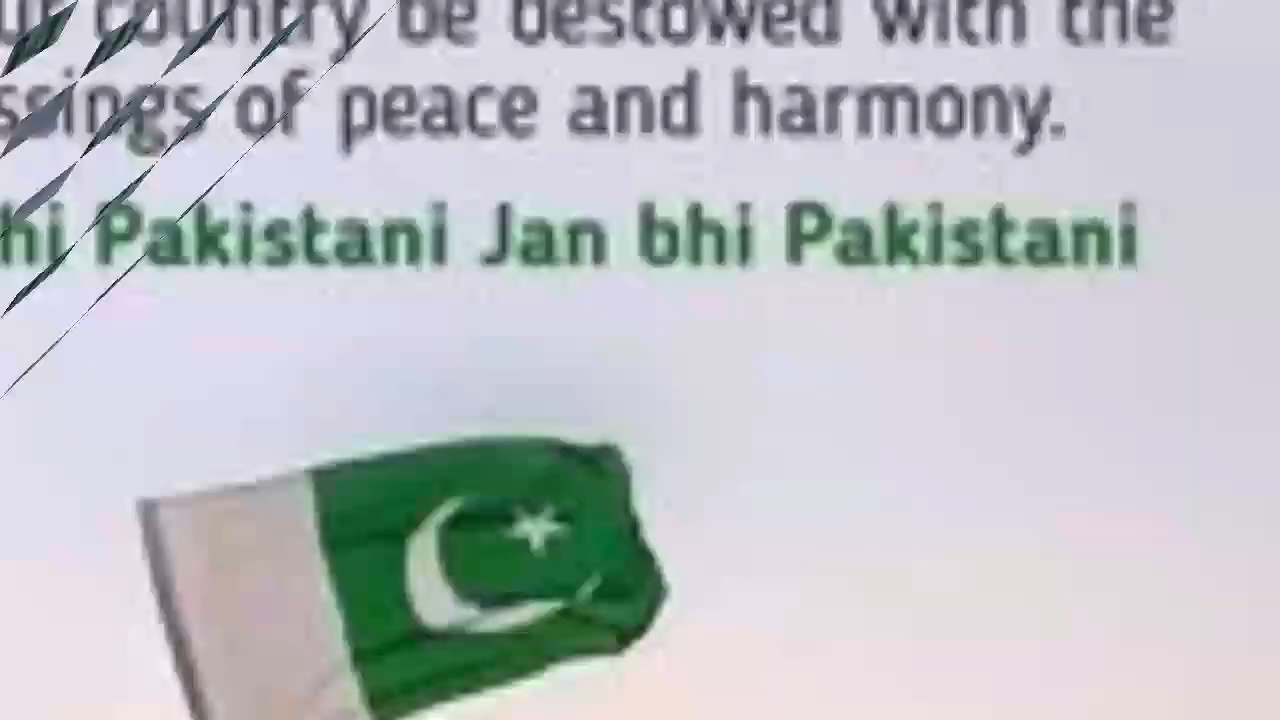 country be bestowed with the
of peace and harmony.
Pakistani Jan bhi Pakistani